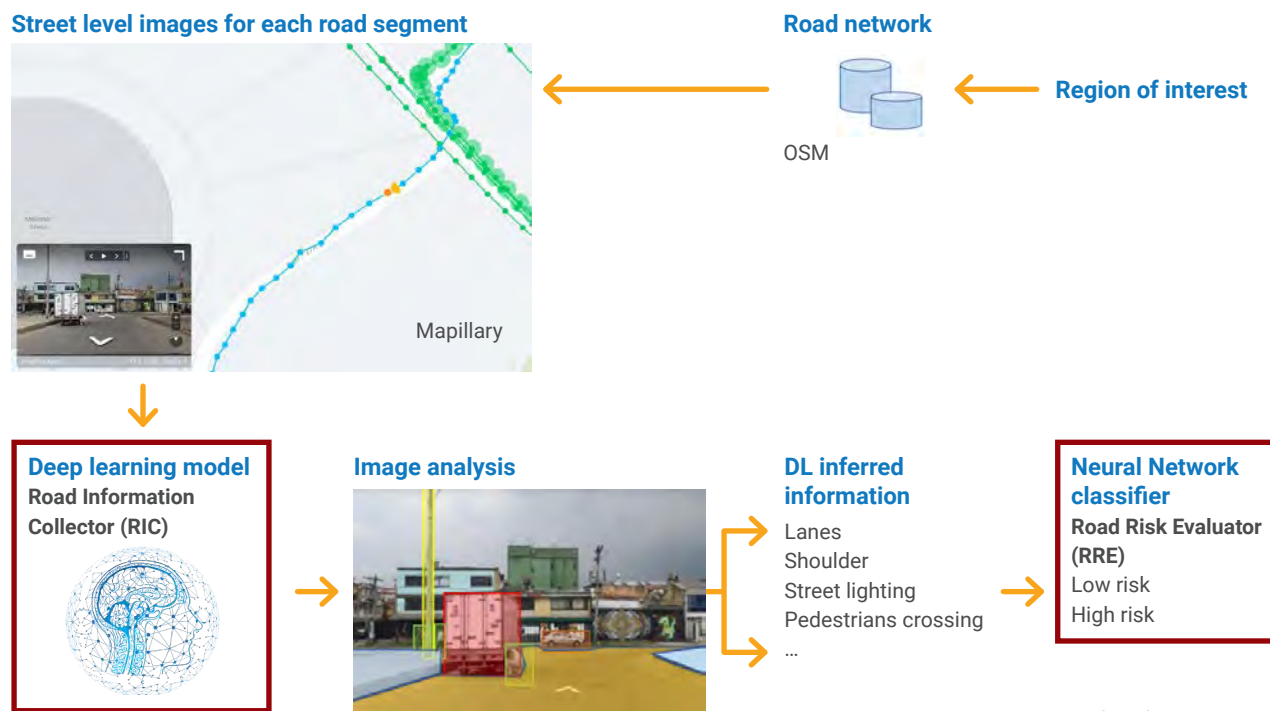 Street level images for each road segment
Road network
Region of interest
OSM
Mapillary
Deep learning model
Road Information
Collector (RIC)
Image analysis
DL inferred
information
Lanes
Shoulder
Street lighting
Pedestrians crossing
...
Neural Network
classifier
Road Risk Evaluator
(RRE)
Low risk
High risk